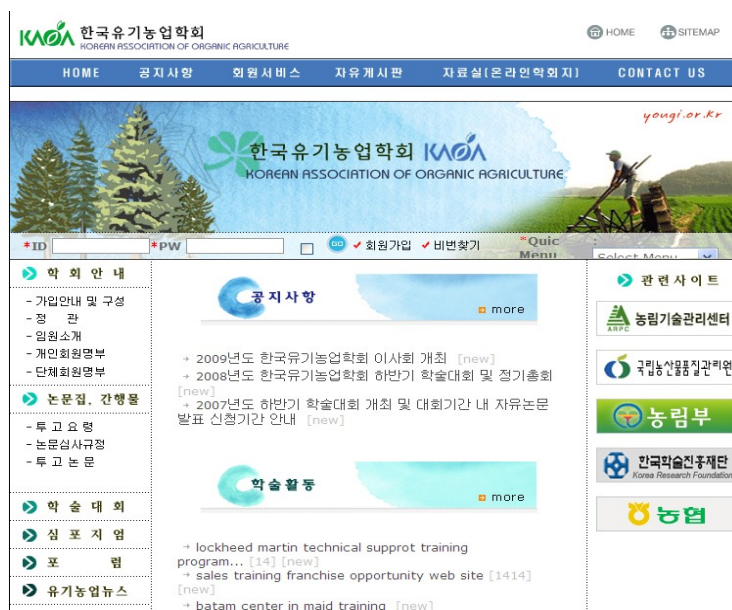 KAOA 한국유기농업학회
KOREAN ASSOCIATION OF ORGANIC AGRICULTURE
HOME SITEMAP
HOME 공지사항 회원서비스 자유게시판 자료실(온라인학회지) CONTACT US
yougi.or.kr
한국유기농업학회 KAOA
KOREAN ASSOCIATION OF ORGANIC AGRICULTURE
*ID *PW GO 회원가입 비번찾기 *Quic :
Menu Select Menu
학 회 안 내
- 가입안내 및 구성
- 정 관
- 임원소개
- 개인회원명부
- 단체회원명부
논문집, 간행물
- 투 고 요 령
- 논문심사규정
- 투 고 논 문
학 술 대 회
심 포 지 엄
포 럼
유기농업뉴스
공지사항
more
→ 2009년도 한국유기농업학회 이사회 개최 [new]
→ 2008년도 한국유기농업학회 하반기 학술대회 및 정기총회
[new]
→ 2007년도 하반기 학술대회 개최 및 대회기간 내 자유논문
발표 신청기간 안내 [new]
학술활동
more
→ lockheed martin technical supprot training
program... [14] [new]
→ sales training franchise opportunity web site [1414]
[new]
→ batam center in maid training [new]
관 련 사 이 트
ARPC 농림기술관리센터
국립농산물품질관리원
농림부
한국학술진흥재단
Korea Research Foundation
농협